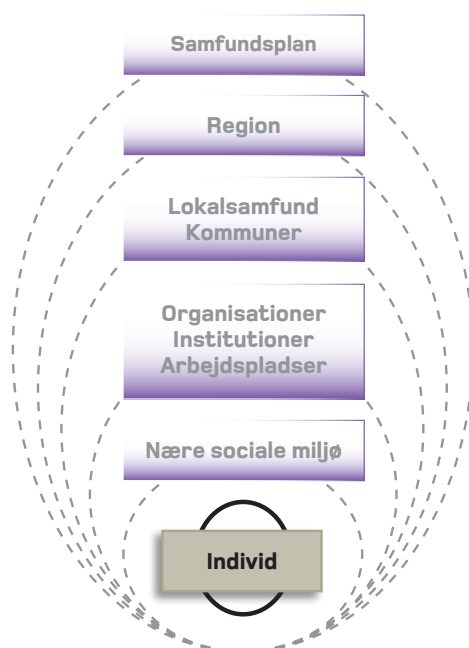 Samfundsplan
Region
Lokalsamfund
Kommuner
Organisationer
Institutioner
Arbejdspladser
Nære sociale miljø
Individ